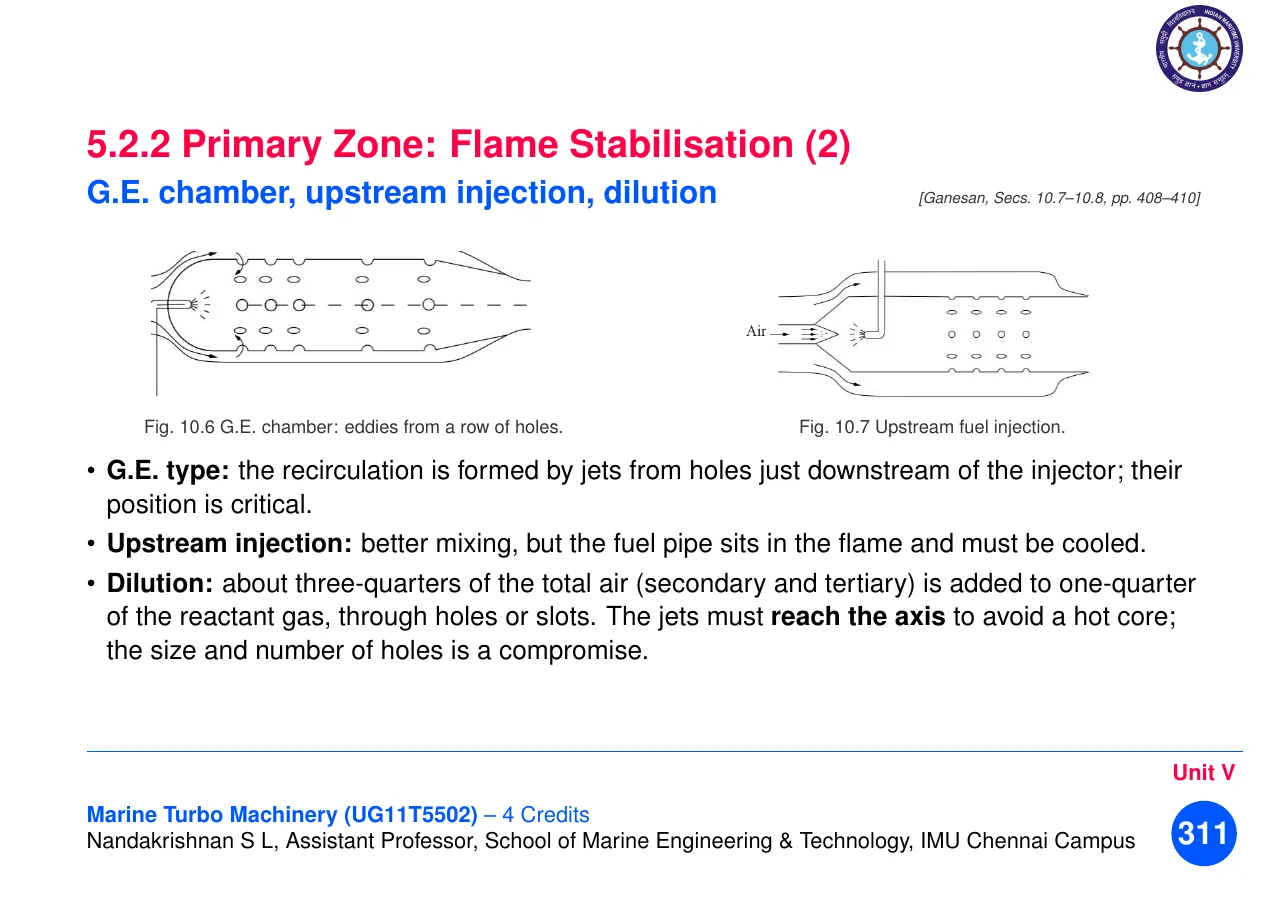 INDIAN MARITIME UNIVERSITY
5.2.2 Primary Zone: Flame Stabilisation (2)
G.E. chamber, upstream injection, dilution
[Ganesan, Secs. 10.7–10.8, pp. 408–410]
Air
Fig. 10.6 G.E. chamber: eddies from a row of holes.
Fig. 10.7 Upstream fuel injection.
• G.E. type: the recirculation is formed by jets from holes just downstream of the injector; their
position is critical.
• Upstream injection: better mixing, but the fuel pipe sits in the flame and must be cooled.
• Dilution: about three-quarters of the total air (secondary and tertiary) is added to one-quarter
of the reactant gas, through holes or slots. The jets must reach the axis to avoid a hot core;
the size and number of holes is a compromise.
Unit V
Marine Turbo Machinery (UG11T5502) – 4 Credits
Nandakrishnan S L, Assistant Professor, School of Marine Engineering & Technology, IMU Chennai Campus
311